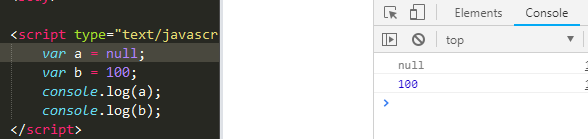 <script type="text/javascr
var a = null;
var b = 100;
console.log(a);
console.log(b);
</script>
Elements Console
top
null
100